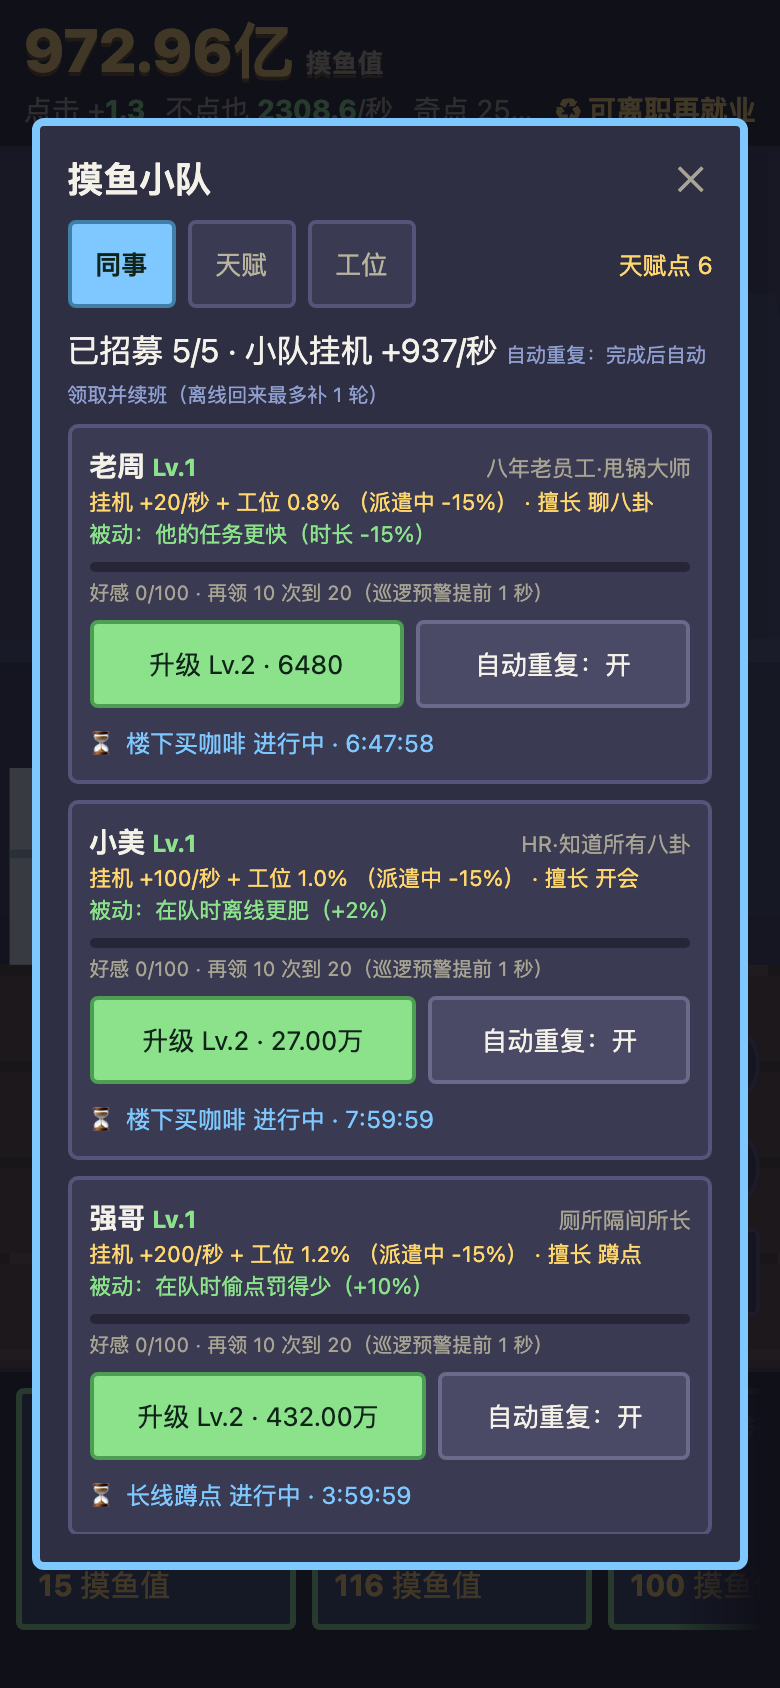 972.96亿 摸鱼值
点击 +1.3 不点也 2308.6/秒 奇点 25... ♻ 可离职再就业
摸鱼小队
同事 天赋 工位 天赋点 6
已招募 5/5 · 小队挂机 +937/秒 自动重复：完成后自动
领取并续班（离线回来最多补 1 轮）
老周 Lv.1 八年老员工·甩锅大师
挂机 +20/秒 + 工位 0.8% （派遣中 -15%） · 擅长 聊八卦
被动：他的任务更快（时长 -15%）
好感 0/100 · 再领 10 次到 20（巡逻预警提前 1 秒）
升级 Lv.2 · 6480 自动重复：开
⏳ 楼下买咖啡 进行中 · 6:47:58
小美 Lv.1 HR·知道所有八卦
挂机 +100/秒 + 工位 1.0% （派遣中 -15%） · 擅长 开会
被动：在队时离线更肥（+2%）
好感 0/100 · 再领 10 次到 20（巡逻预警提前 1 秒）
升级 Lv.2 · 27.00万 自动重复：开
⏳ 楼下买咖啡 进行中 · 7:59:59
强哥 Lv.1 厕所隔间所长
挂机 +200/秒 + 工位 1.2% （派遣中 -15%） · 擅长 蹲点
被动：在队时偷点罚得少（+10%）
好感 0/100 · 再领 10 次到 20（巡逻预警提前 1 秒）
升级 Lv.2 · 432.00万 自动重复：开
⏳ 长线蹲点 进行中 · 3:59:59
15 摸鱼值 116 摸鱼值 100 摸鱼